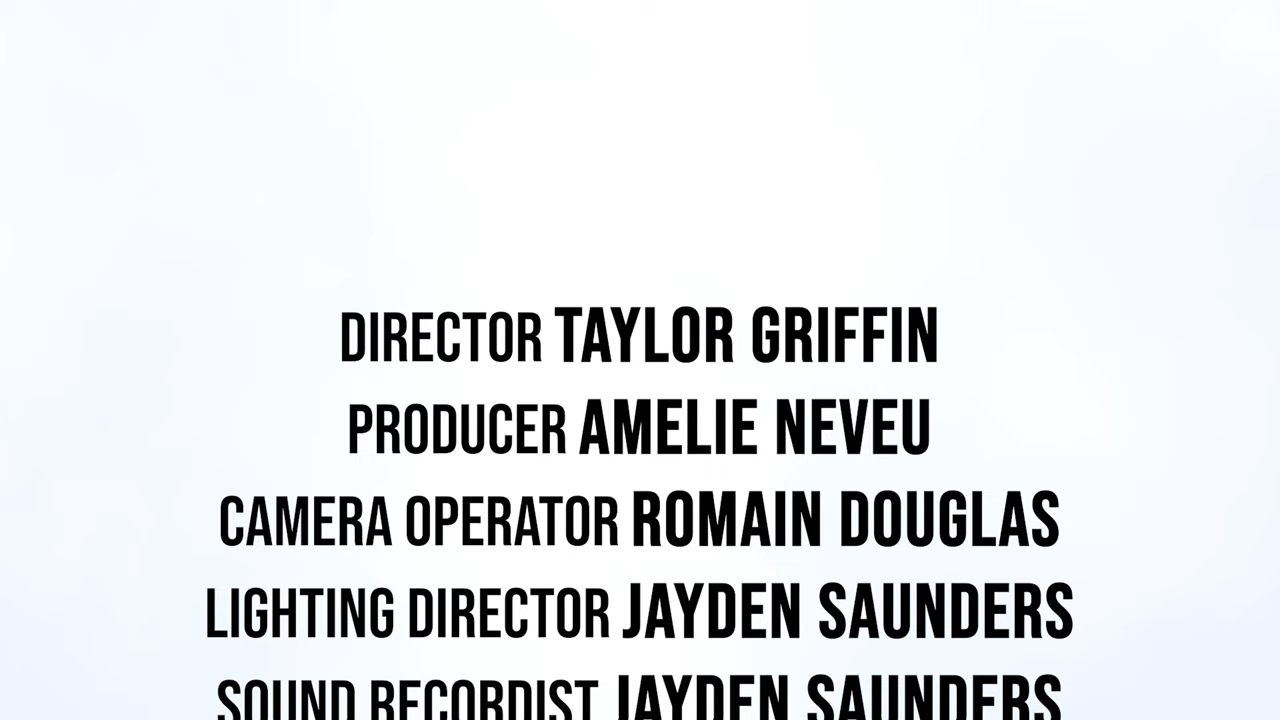 DIRECTOR TAYLOR GRIFFIN
PRODUCER AMELIE NEVEU
CAMERA OPERATOR ROMAIN DOUGLAS
LIGHTING DIRECTOR JAYDEN SAUNDERS
SOUND RECORDIST JAYDEN SAUNDERS